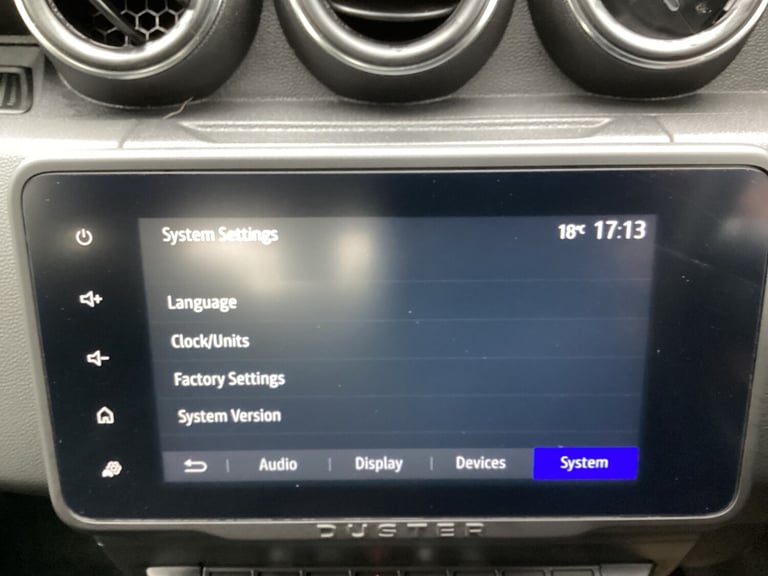 System Settings 18°C 17:13
Language
Clock/Units
Factory Settings
System Version
Audio Display Devices System
DUSTER